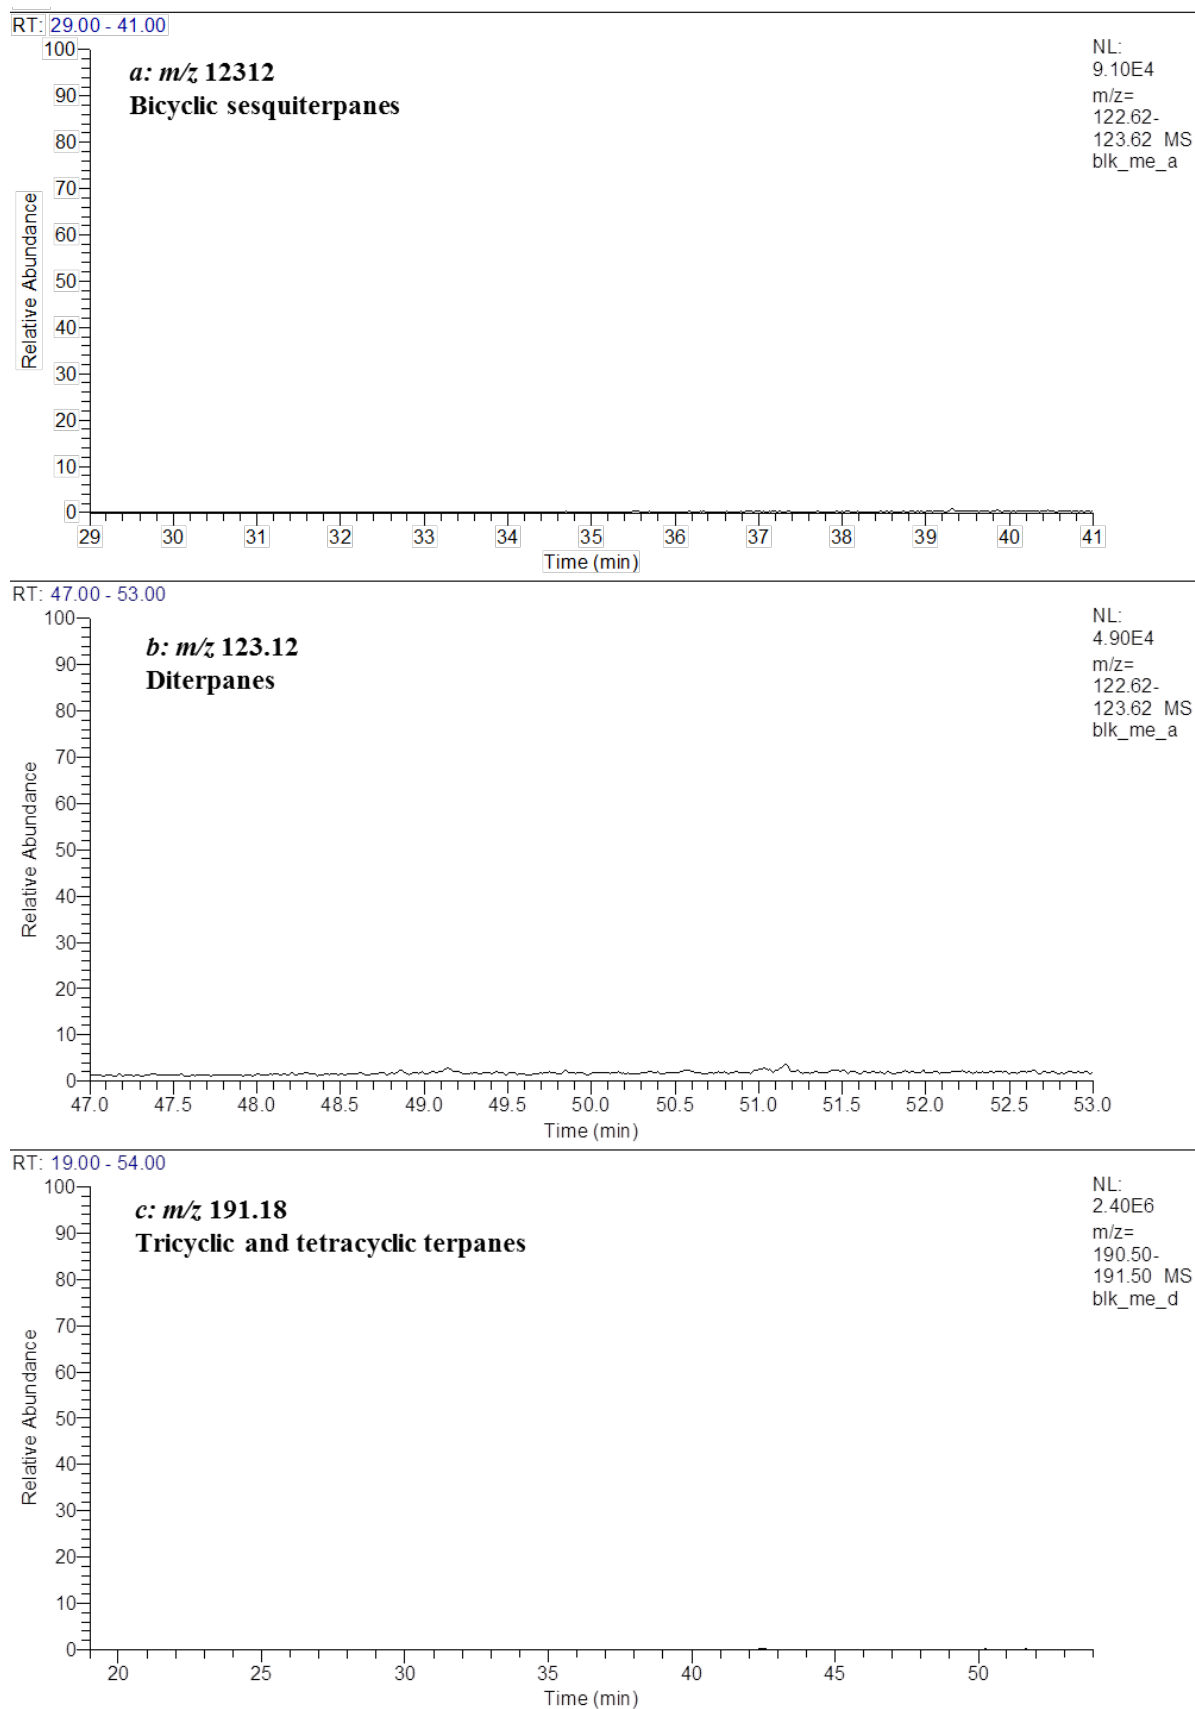 RT: 29.00 - 41.00
100
90
80
70
60
50
40
30
20
10
0
Relative Abundance
a: m/z 12312
Bicyclic sesquiterpanes
NL:
9.10E4
m/z=
122.62-
123.62 MS
blk_me_a
29 30 31 32 33 34 35 36 37 38 39 40 41
Time (min)
RT: 47.00 - 53.00
100
90
80
70
60
50
40
30
20
10
0
Relative Abundance
b: m/z 123.12
Diterpanes
NL:
4.90E4
m/z=
122.62-
123.62 MS
blk_me_a
47.0 47.5 48.0 48.5 49.0 49.5 50.0 50.5 51.0 51.5 52.0 52.5 53.0
Time (min)
RT: 19.00 - 54.00
100
90
80
70
60
50
40
30
20
10
0
Relative Abundance
c: m/z 191.18
Tricyclic and tetracyclic terpanes
NL:
2.40E6
m/z=
190.50-
191.50 MS
blk_me_d
20 25 30 35 40 45 50
Time (min)